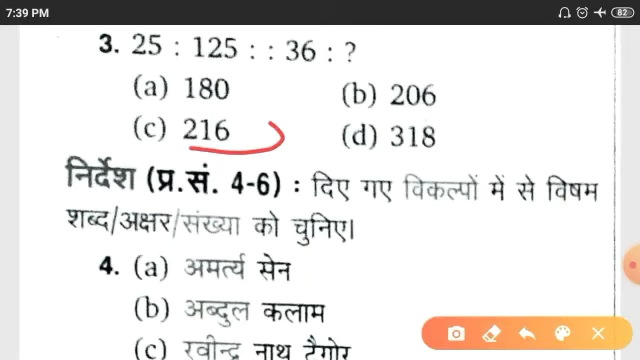 7:39 PM
82
3. 25 : 125 : : 36 : ?
(a) 180 (b) 206
(c) 216 (d) 318
निर्देश (प्र.सं. 4-6) : दिए गए विकल्पों में से विषम
शब्द/अक्षर/संख्या को चुनिए।
4. (a) अमर्त्य सेन
(b) अब्दुल कलाम
(c) रवीन्द्र नाथ टैगोर